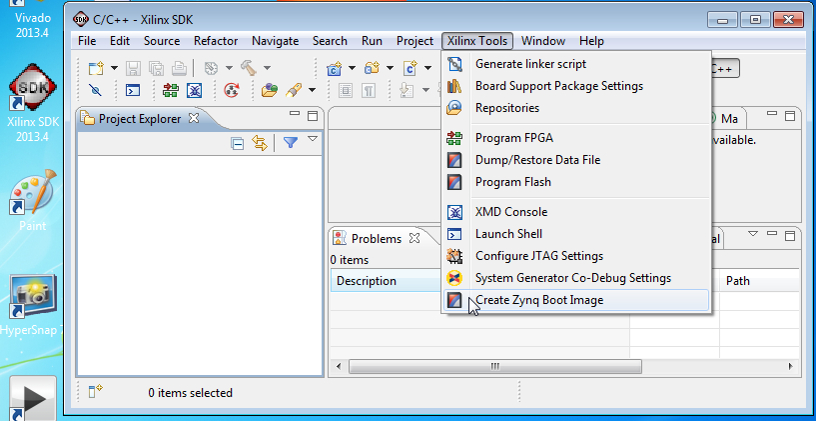 Vivado
2013.4
SDK
Xilinx SDK
2013.4
Paint
HyperSnap 7
C/C++ - Xilinx SDK
File Edit Source Refactor Navigate Search Run Project Xilinx Tools Window Help
Generate linker script
Board Support Package Settings
Repositories
Program FPGA
Dump/Restore Data File
Program Flash
XMD Console
Launch Shell
Configure JTAG Settings
System Generator Co-Debug Settings
Create Zynq Boot Image
C++
Project Explorer
Ma
vailable.
Problems
al
0 items
Description
Path
0 items selected